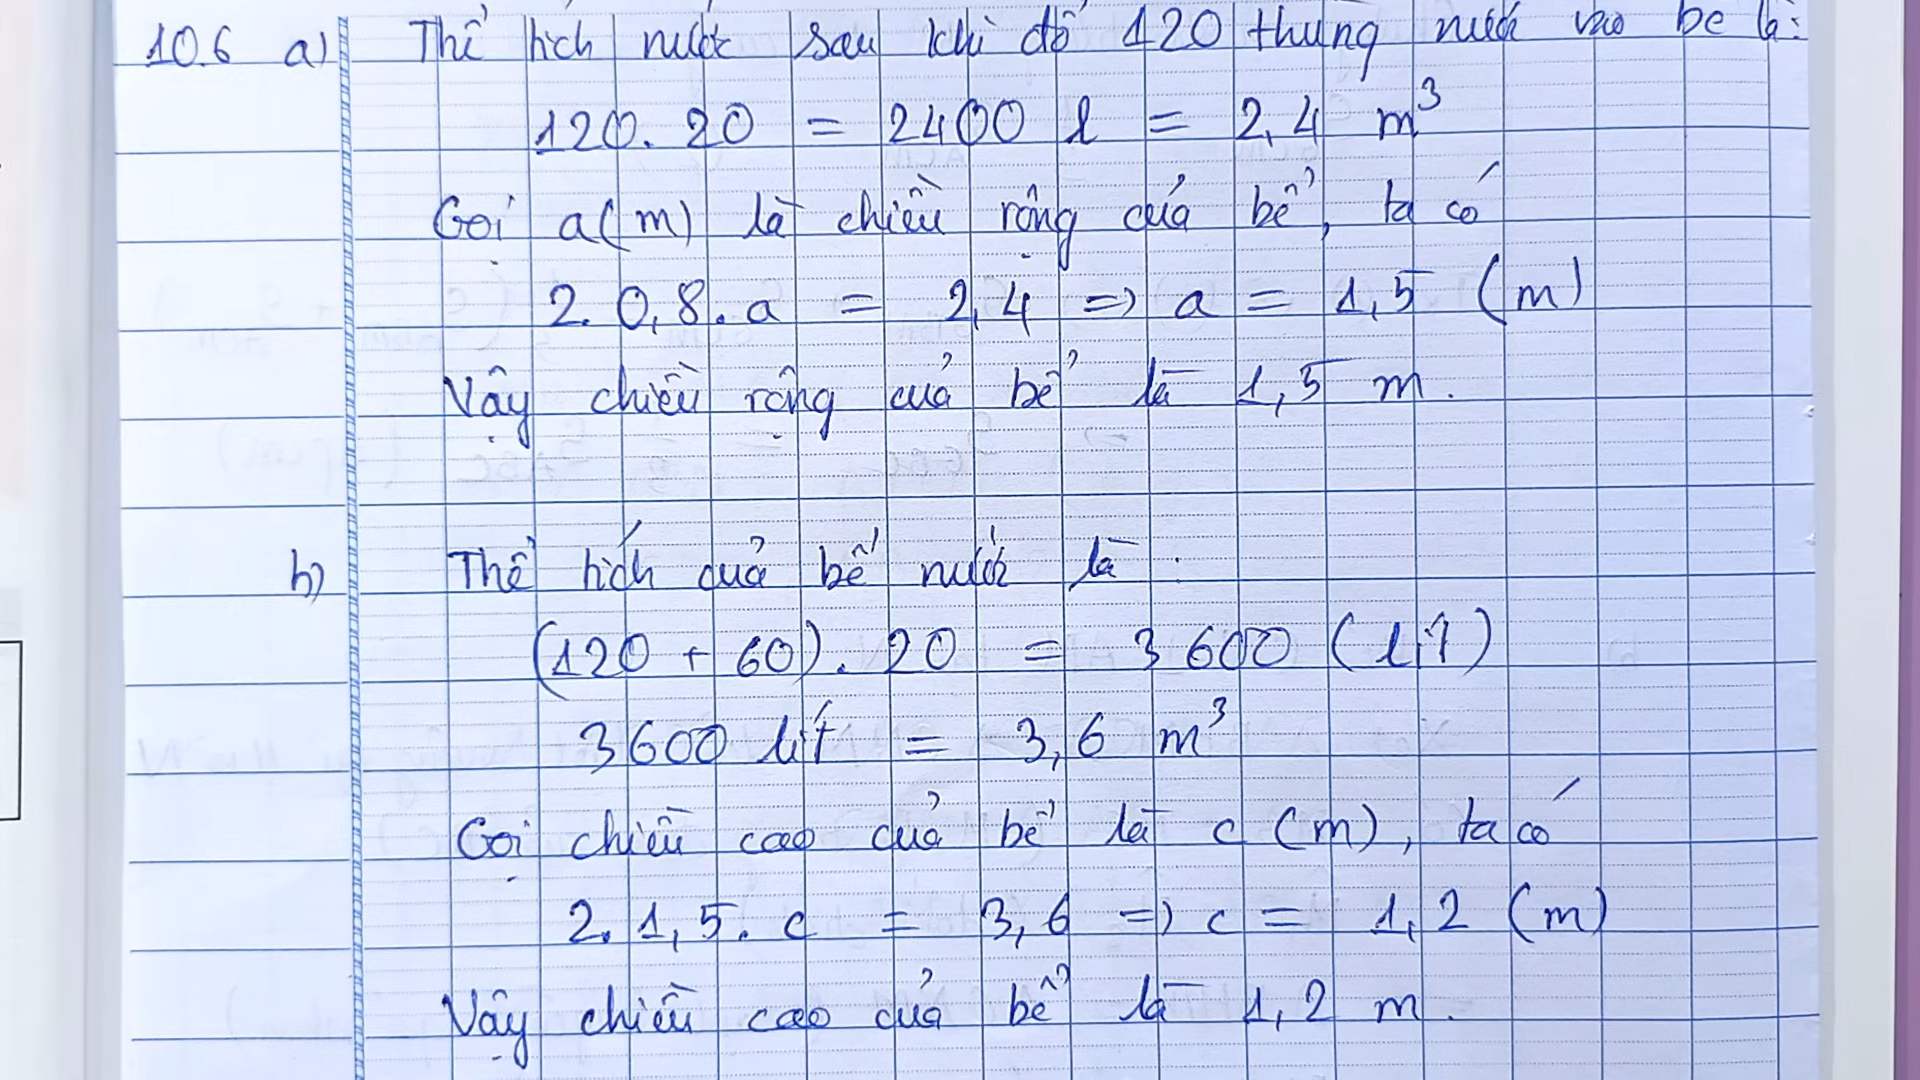 10.6 a) Thể tích nước sau khi đổ 120 thùng nước vào bể là:
120. 20 = 2400 l = 2,4 m³
Gọi a(m) là chiều rộng của bể, ta có
2. 0,8. a = 2,4 => a = 1,5 (m)
Vậy chiều rộng của bể là 1,5 m.
b) Thể tích của bể nước là :
(120 + 60). 20 = 3 600 (lít)
3600 lít = 3,6 m³
Gọi chiều cao của bể là c (m), ta có
2. 1,5. c = 3,6 => c = 1,2 (m)
Vậy chiều cao của bể là 1,2 m.